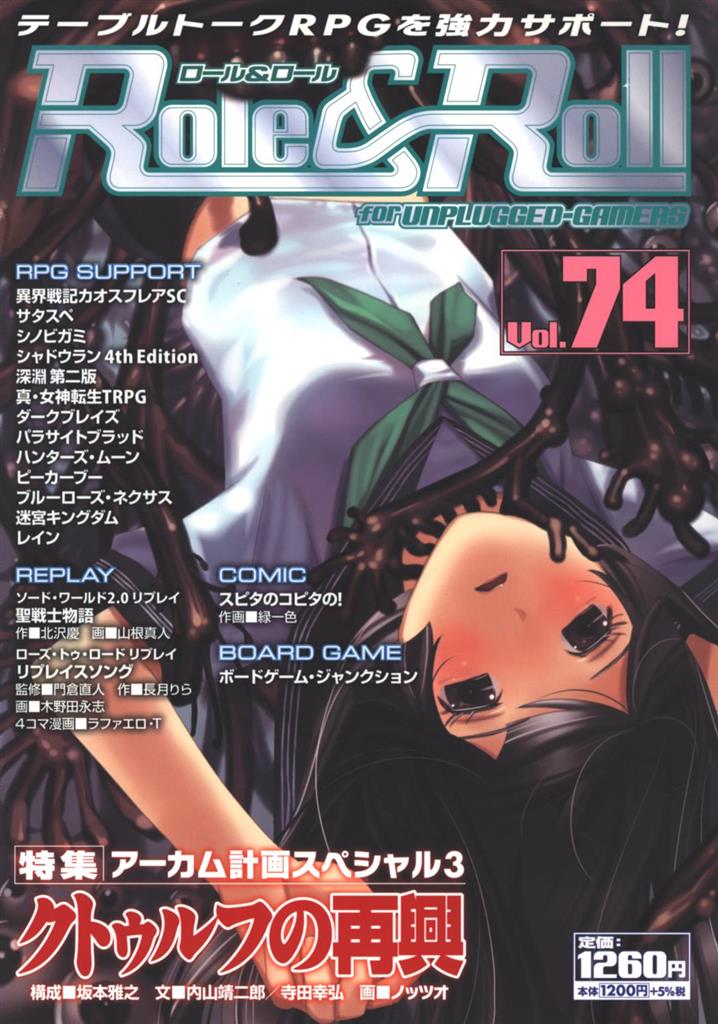 テーブルトークRPGを強力サポート!
ロール&ロール
Role&Roll
for UNPLUGGED-GAMERS
Vol.74
RPG SUPPORT
異界戦記カオスフレアSC
サタスペ
シノビガミ
シャドウラン 4th Edition
深淵 第二版
真・女神転生TRPG
ダークブレイズ
パラサイトブラッド
ハンターズ・ムーン
ピーカーブー
ブルーローズ・ネクサス
迷宮キングダム
レイン
REPLAY
ソード・ワールド2.0 リプレイ
聖戦士物語
作■北沢慶 画■山根真人
ローズ・トゥ・ロード リプレイ
リプレイスソング
監修■門倉直人 作■長月りら
画■木野田永志
4コマ漫画■ラファエロ・T
COMIC
スピタのコピタの!
作画■緑一色
BOARD GAME
ボードゲーム・ジャンクション
特集 アーカム計画スペシャル3
クトゥルフの再興
構成■坂本雅之 文■内山靖二郎/寺田幸弘 画■ノッツオ
定価:
1260円
本体1200円+5%税